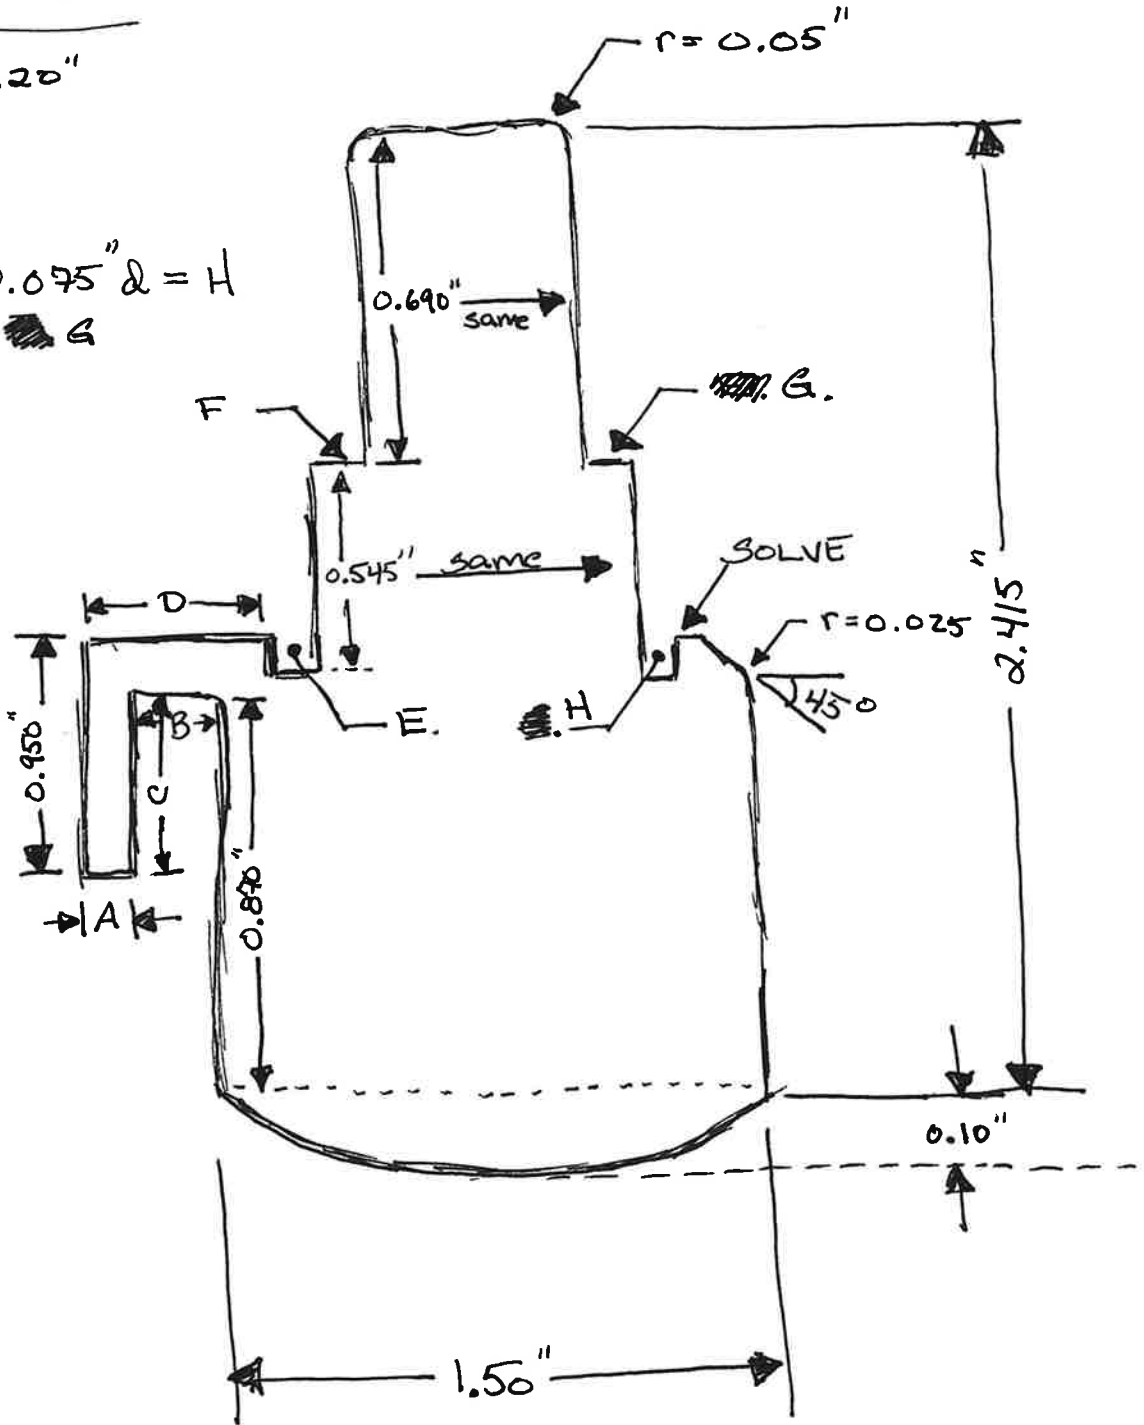 r= 0.05"
.20"
.075" d = H
G
0.690"
same
G.
F
SOLVE
0.545"
same
D
r=0.025
2.415"
45°
B
E.
H
0.950"
C
0.870"
A
0.10"
1.50"